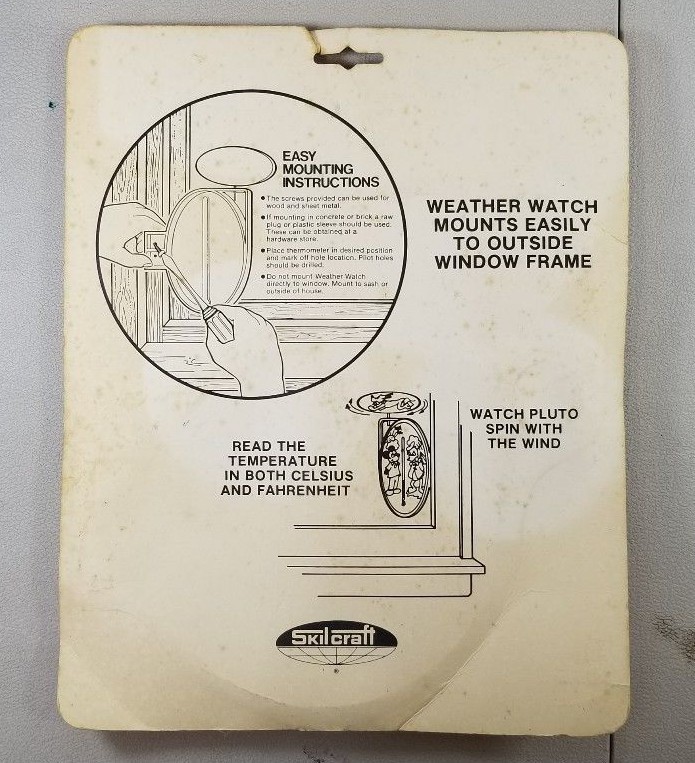 EASY
MOUNTING
INSTRUCTIONS
● The screws provided can be used for
wood and sheet metal.
● If mounting in concrete or brick a raw
plug or plastic sleeve should be used.
These can be obtained at a
hardware store.
● Place thermometer in desired position
and mark off hole location. Pilot holes
should be drilled.
● Do not mount Weather Watch
directly to window. Mount to sash or
outside of house.
WEATHER WATCH
MOUNTS EASILY
TO OUTSIDE
WINDOW FRAME
WATCH PLUTO
SPIN WITH
THE WIND
READ THE
TEMPERATURE
IN BOTH CELSIUS
AND FAHRENHEIT
Skilcraft
®